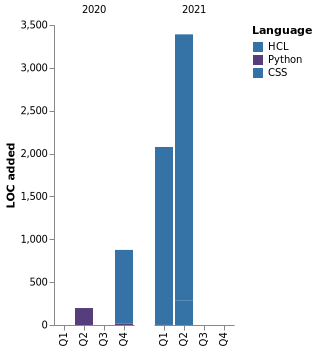 2020 2021
Language
HCL
Python
CSS
LOC added
3,500
3,000
2,500
2,000
1,500
1,000
500
0
Q1 Q2 Q3 Q4 Q1 Q2 Q3 Q4